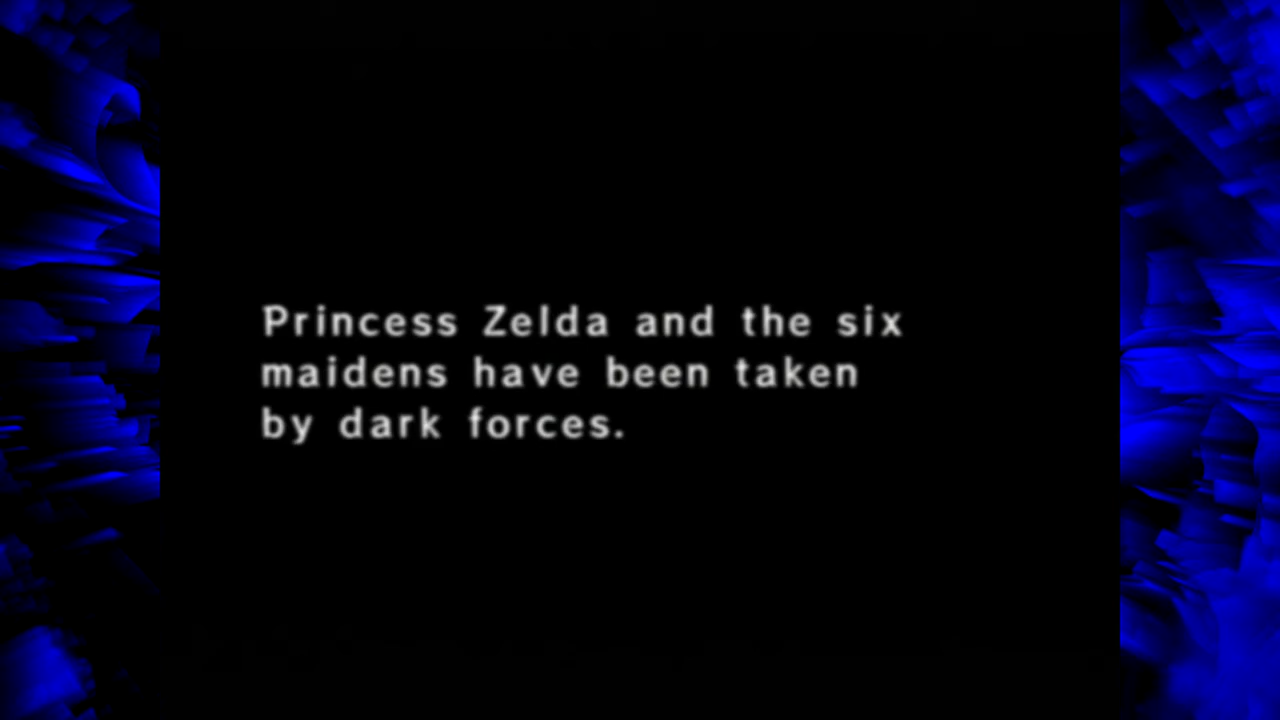 Princess Zelda and the six
maidens have been taken
by dark forces.